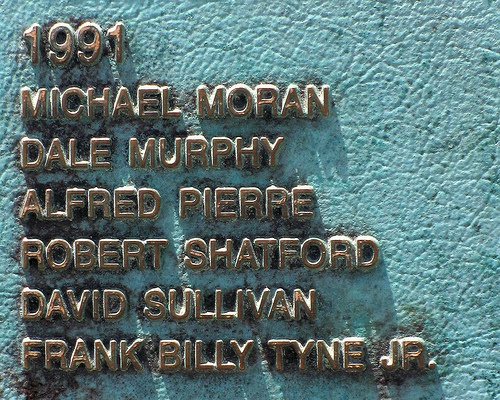 1991
MICHAEL MORAN
DALE MURPHY
ALFRED PIERRE
ROBERT SHATFORD
DAVID SULLIVAN
FRANK BILLY TYNE JR.